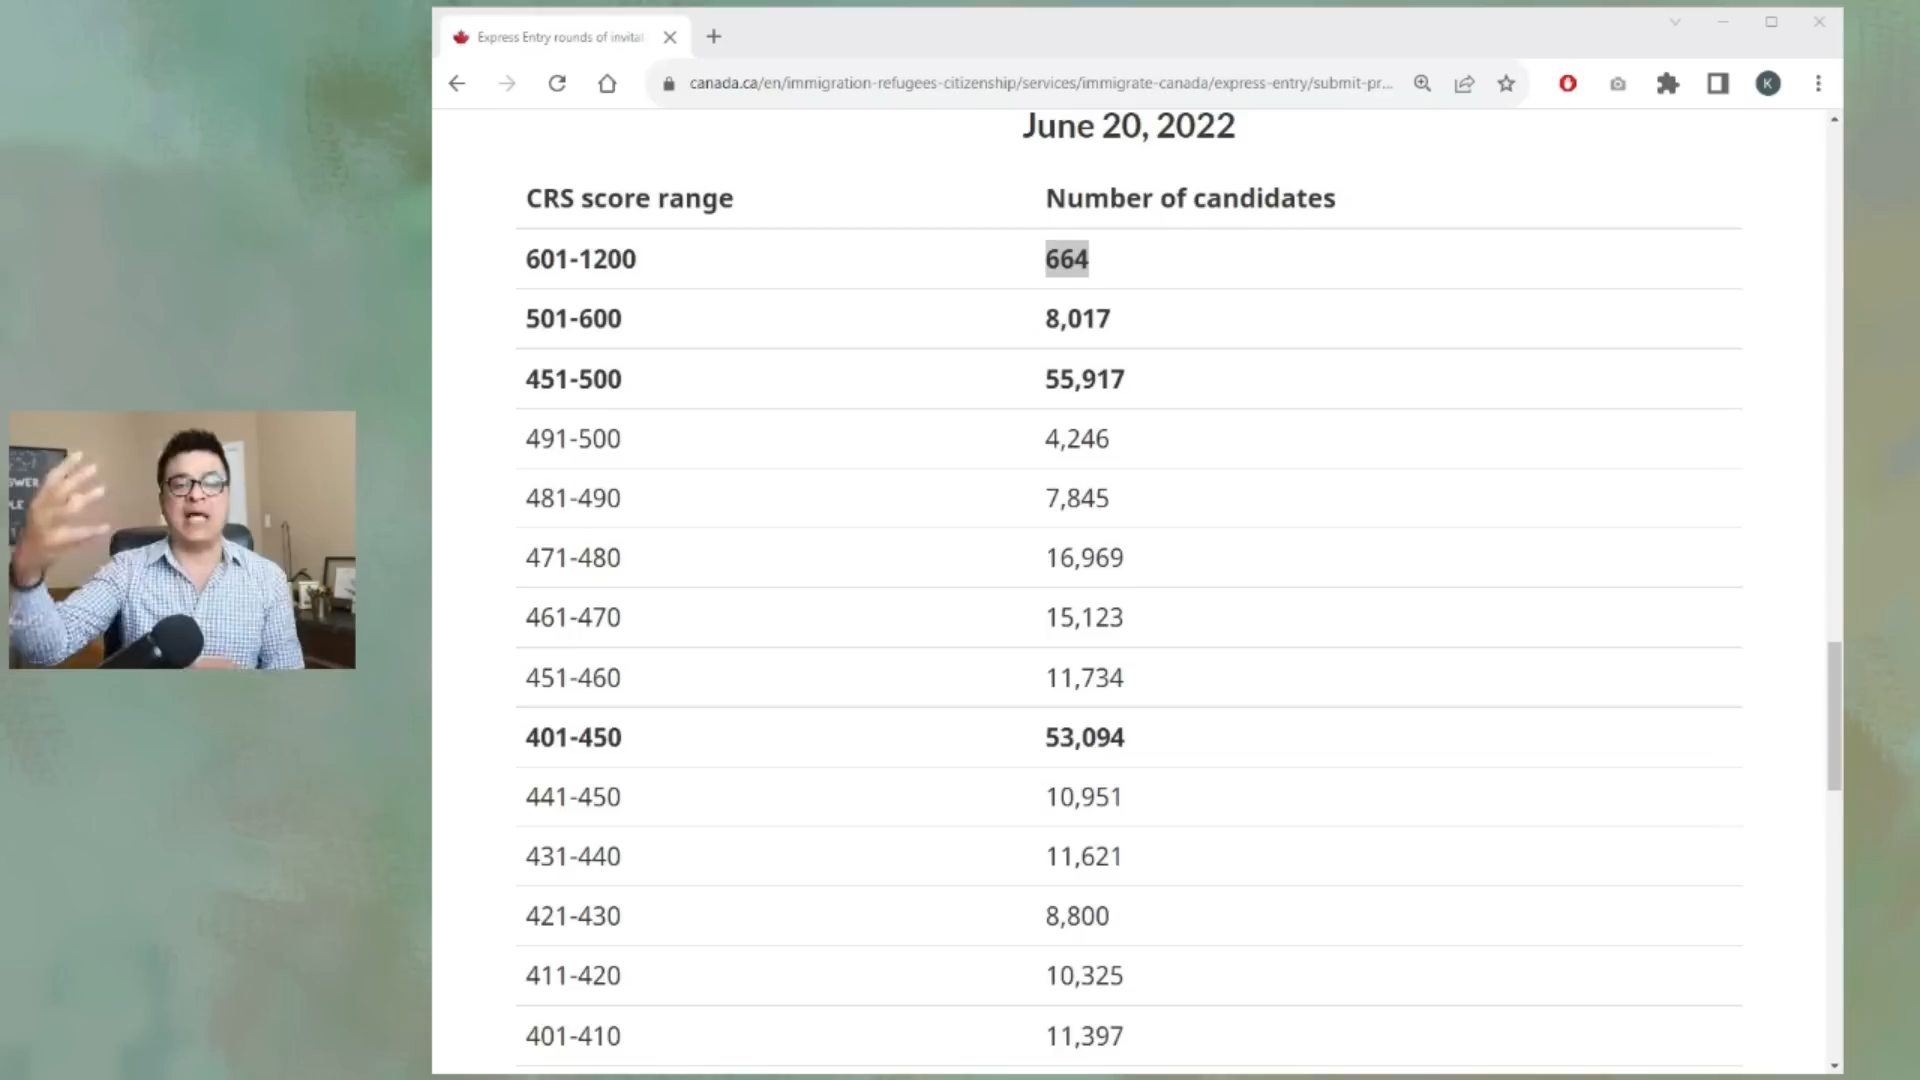 Express Entry rounds of invitat
canada.ca/en/immigration-refugees-citizenship/services/immigrate-canada/express-entry/submit-pr...
K
June 20, 2022
CRS score range Number of candidates
601-1200 664
501-600 8,017
451-500 55,917
491-500 4,246
481-490 7,845
471-480 16,969
461-470 15,123
451-460 11,734
401-450 53,094
441-450 10,951
431-440 11,621
421-430 8,800
411-420 10,325
401-410 11,397